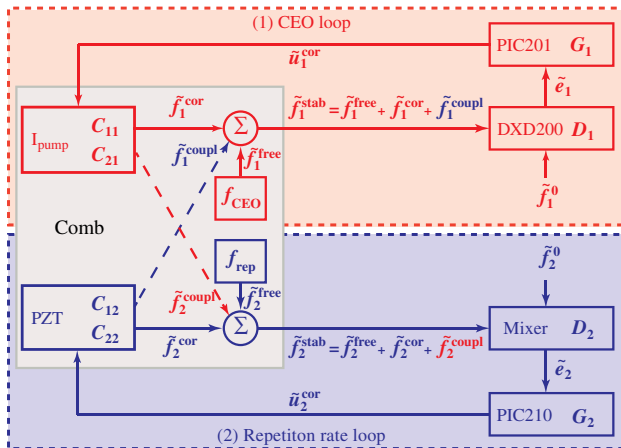 (1) CEO loop
PIC201 G₁
ũ₁ᶜᵒʳ
ẽ₁
f̃₁ᶜᵒʳ
f̃₁ˢᵗᵃᵇ = f̃₁ᶠʳᵉᵉ + f̃₁ᶜᵒʳ + f̃₁ᶜᵒᵘᵖˡ
C₁₁
I_pump
C₂₁
Σ
DXD200 D₁
f̃₁ᶜᵒᵘᵖˡ
f̃₁ᶠʳᵉᵉ
f_CEO
f̃₁⁰
Comb
f_rep
f̃₂⁰
f̃₂ᶜᵒᵘᵖˡ
f̃₂ᶠʳᵉᵉ
C₁₂
PZT
C₂₂
Σ
Mixer D₂
f̃₂ᶜᵒʳ
f̃₂ˢᵗᵃᵇ = f̃₂ᶠʳᵉᵉ + f̃₂ᶜᵒʳ + f̃₂ᶜᵒᵘᵖˡ
ẽ₂
ũ₂ᶜᵒʳ
PIC210 G₂
(2) Repetiton rate loop